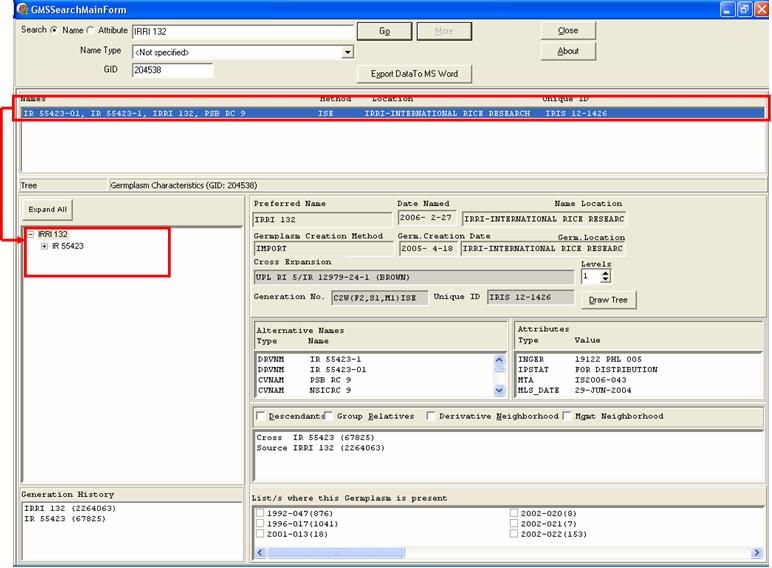 GMSSearchMainForm
Search Name Attribute IRRI 132 Go More Close
Name Type <Not specified> About
GID 204538 Export DataTo MS Word
Names Method Location Unique ID
IR 55423-01, IR 55423-1, IRRI 132, PSB RC 9 ISE IRRI-INTERNATIONAL RICE RESEARCH IRIS 12-1426
Tree Germplasm Characteristics (GID: 204538)
Expand All
IRRI 132
IR 55423
Preferred Name Date Named Name Location
IRRI 132 2006- 2-27 IRRI-INTERNATIONAL RICE RESEARC
Germplasm Creation Method Germ.Creation Date Germ.Location
IMPORT 2005- 4-18 IRRI-INTERNATIONAL RICE RESEARC
Cross Expansion Levels
UPL RI 5/IR 12979-24-1 (BROWN) 1
Generation No. C2W(F2,S1,M1)ISE Unique ID IRIS 12-1426 Draw Tree
Alternative Names
Type Name
DRVNM IR 55423-1
DRVNM IR 55423-01
CVNAM PSB RC 9
CVNAM NSICRC 9
Attributes
Type Value
INGER 19122 PHL 005
IPSTAT FOR DISTRIBUTION
MTA IS2006-043
MLS_DATE 29-JUN-2004
Descendants Group Relatives Derivative Neighborhood Mgmt Neighborhood
Cross IR 55423 (67825)
Source IRRI 132 (2264063)
Generation History
IRRI 132 (2264063)
IR 55423 (67825)
List/s where this Germplasm is present
1992-047(876) 2002-020(8)
1996-017(1041) 2002-021(7)
2001-013(18) 2002-022(153)